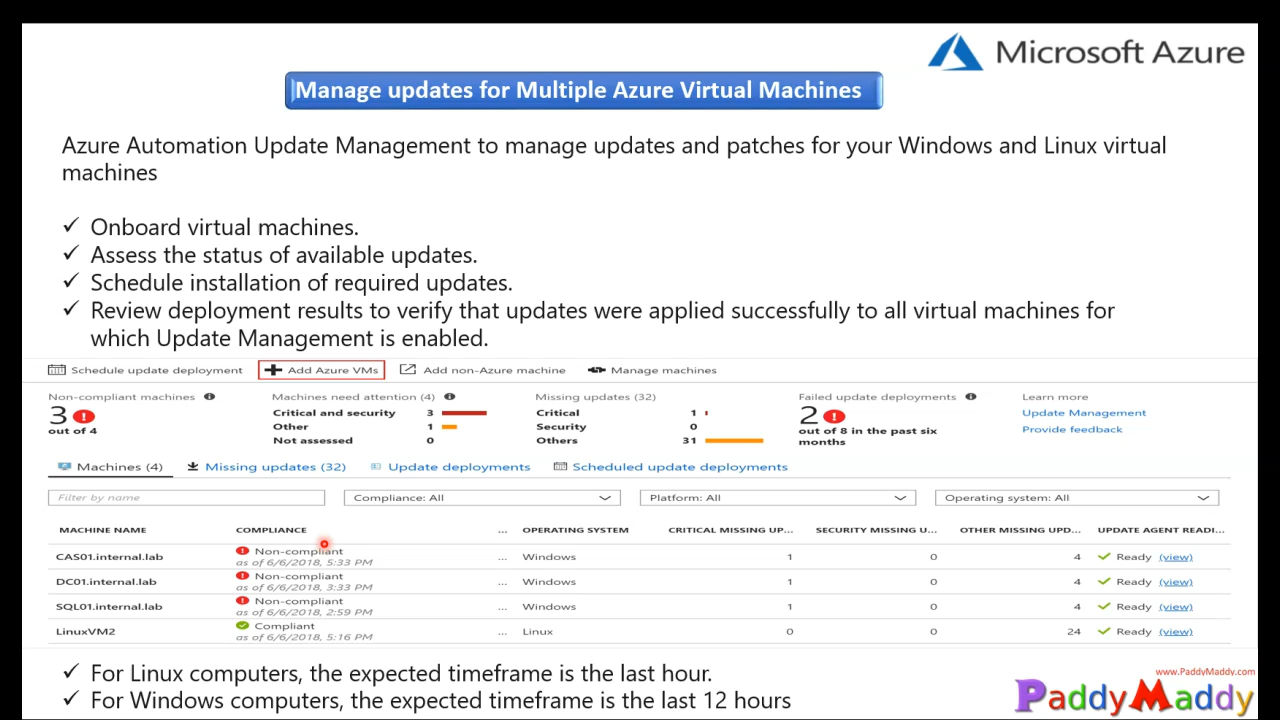 Microsoft Azure
Manage updates for Multiple Azure Virtual Machines
Azure Automation Update Management to manage updates and patches for your Windows and Linux virtual
machines
✓ Onboard virtual machines.
✓ Assess the status of available updates.
✓ Schedule installation of required updates.
✓ Review deployment results to verify that updates were applied successfully to all virtual machines for
which Update Management is enabled.
Schedule update deployment Add Azure VMs Add non-Azure machine Manage machines
Non-compliant machines Machines need attention (4) Missing updates (32) Failed update deployments Learn more
3 Critical and security 3 Critical 1 2 Update Management
out of 4 Other 1 Security 0 out of 8 in the past six Provide feedback
Not assessed 0 Others 31 months
Machines (4) Missing updates (32) Update deployments Scheduled update deployments
Filter by name Compliance: All Platform: All Operating system: All
MACHINE NAME COMPLIANCE ... OPERATING SYSTEM CRITICAL MISSING UP... SECURITY MISSING U... OTHER MISSING UPD... UPDATE AGENT READI...
CAS01.internal.lab Non-compliant ... Windows 1 0 4 Ready (view)
as of 6/6/2018, 5:33 PM
DC01.internal.lab Non-compliant ... Windows 1 0 4 Ready (view)
as of 6/6/2018, 3:33 PM
SQL01.internal.lab Non-compliant ... Windows 1 0 4 Ready (view)
as of 6/6/2018, 2:59 PM
LinuxVM2 Compliant ... Linux 0 0 24 Ready (view)
as of 6/6/2018, 5:16 PM
✓ For Linux computers, the expected timeframe is the last hour.
✓ For Windows computers, the expected timeframe is the last 12 hours
www.PaddyMaddy.com
PaddyMaddy